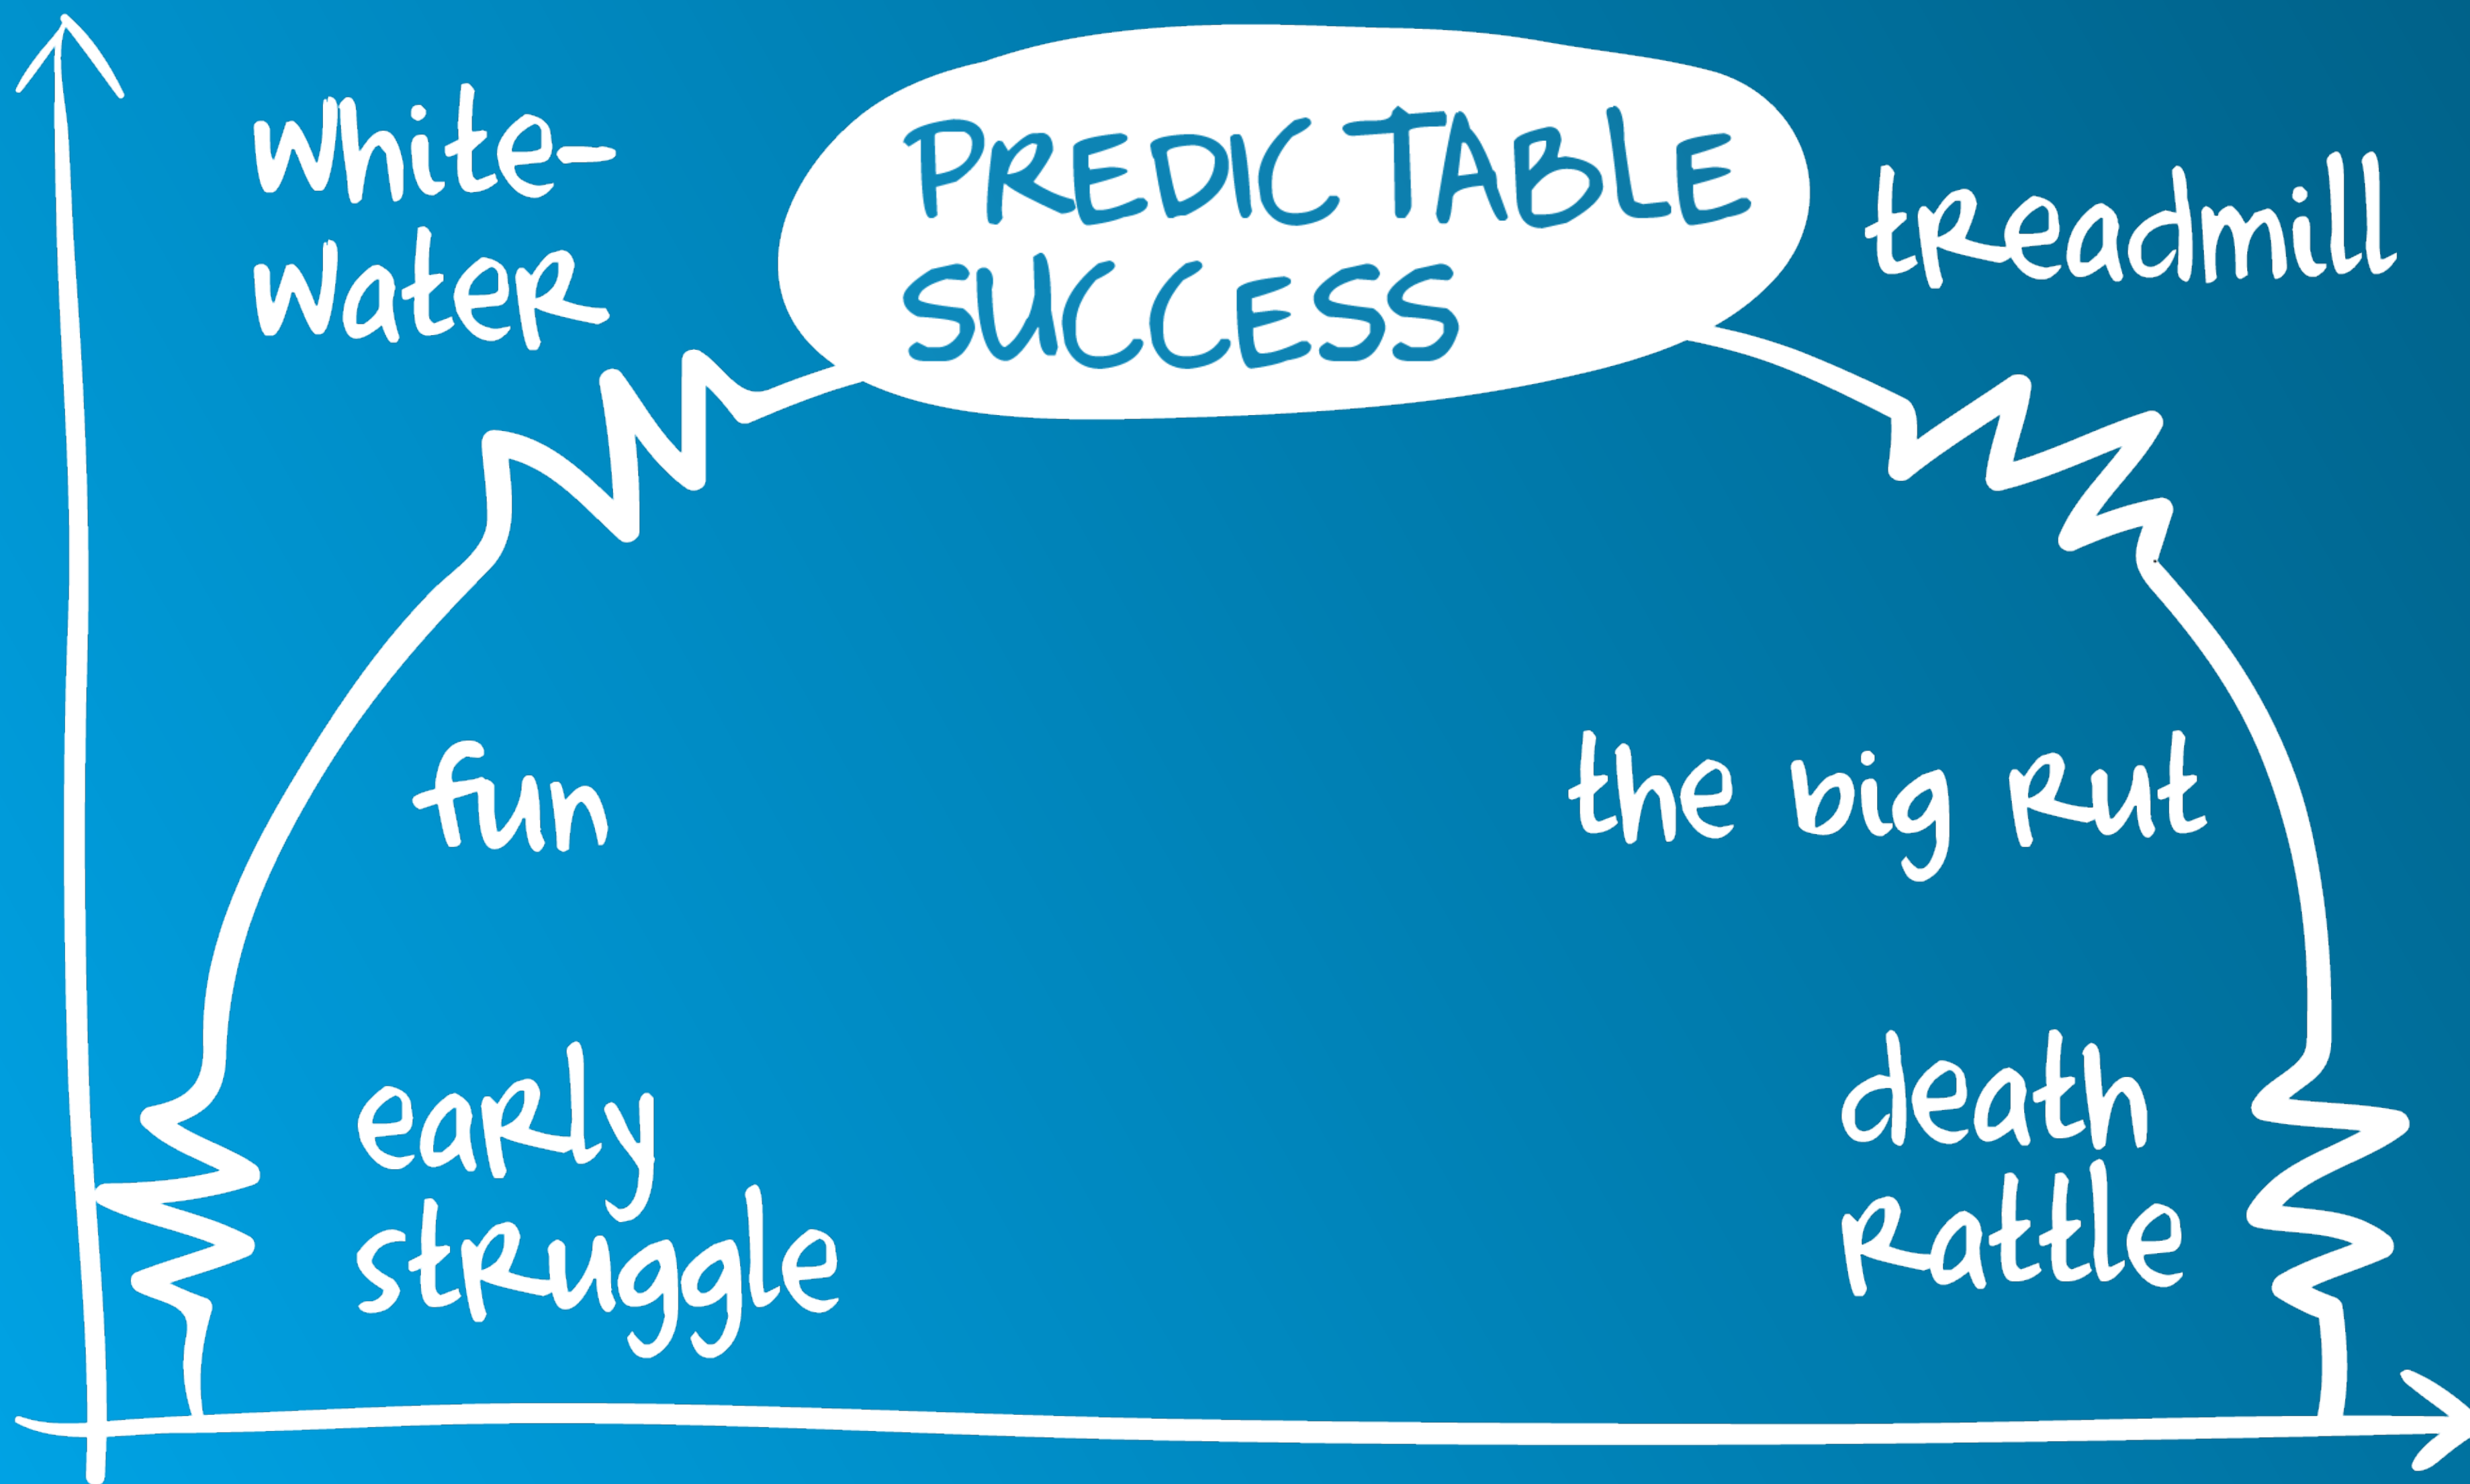 white-
water
PREDICTABLE
SUCCESS
treadmill
fun
the big rut
early
struggle
death
rattle